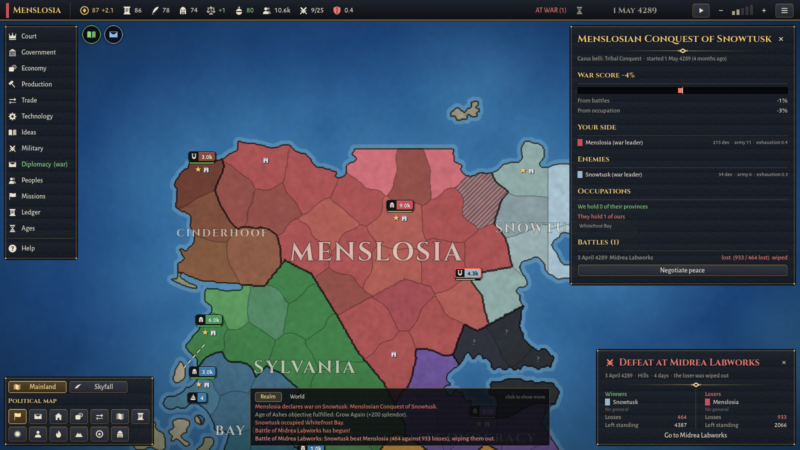 MENSLOSIA
87 +2.1
86
78
74
+1
80
10.6k
9/25
0.4
AT WAR (1)
1 MAY 4289
Court
Government
Economy
Production
Trade
Technology
Ideas
Military
Diplomacy (war)
Peoples
Missions
Ledger
Ages
Help
MENSLOSIAN CONQUEST OF SNOWTUSK
Casus belli: Tribal Conquest · started 1 May 4289 (4 months ago)
WAR SCORE -4%
From battles
-1%
From occupation
-3%
YOUR SIDE
Menslosia (war leader)
ENEMIES
Snowtusk (war leader)
OCCUPATIONS
We hold 0 of their provinces
They hold 1 of ours
Whitefrost Bay
BATTLES (1)
3 April 4289 Midrea Labworks
lost (933 / 464 lost) wiped
Negotiate peace
3.0k
9.0k
4.3k
6.0k
3.0k
4
CINDERHOOF
MENSLOSIA
SYLVANIA
BAY
Mainland
Skyfall
POLITICAL MAP
Realm
World
click to show more
Menslosia declares war on Snowtusk: Menslosian Conquest of Snowtusk.
Age of Ashes objective fulfilled: Grow Again (+200 splendor).
Snowtusk occupied Whitefrost Bay.
Battle of Midrea Labworks has begun!
Battle of Midrea Labworks: Snowtusk beat Menslosia (464 against 933 losses), wiping them out.
DEFEAT AT MIDREA LABWORKS
3 April 4289 · Hills · 4 days · the loser was wiped out
Winners
Losers
Snowtusk
Menslosia
No general
No general
Losses
464
Losses
933
Left standing
4387
Left standing
2066
Go to Midrea Labworks